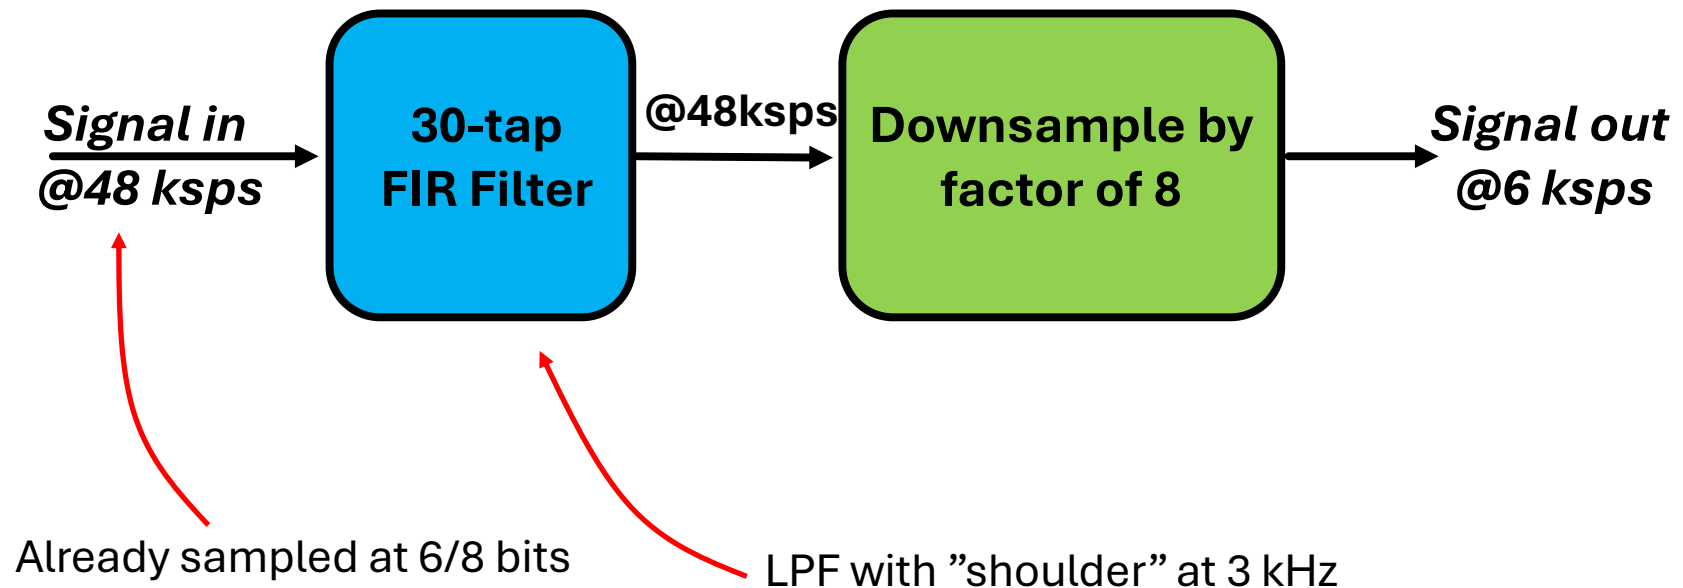 Signal in
@48 ksps
30-tap
FIR Filter
@48ksps
Downsample by
factor of 8
Signal out
@6 ksps
Already sampled at 6/8 bits
LPF with ”shoulder” at 3 kHz